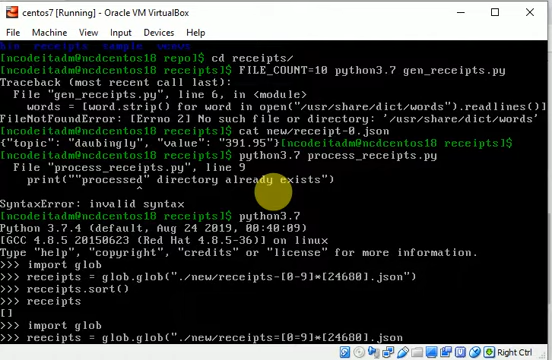 centos7 [Running] - Oracle VM VirtualBox
File Machine View Input Devices Help
bin receipts sample
[ncodeitadm@ncdcentos18 repo]$ cd receipts/
[ncodeitadm@ncdcentos18 receipts]$ FILE_COUNT=10 python3.7 gen_receipts.py
Traceback (most recent call last):
File "gen_receipts.py", line 6, in <module>
words = [word.strip() for word in open("/usr/share/dict/words").readlines()]
FileNotFoundError: [Errno 2] No such file or directory: '/usr/share/dict/words'
[ncodeitadm@ncdcentos18 receipts]$ cat new/receipt-0.json
{"topic": "daubingly", "value": "391.95"}[ncodeitadm@ncdcentos18 receipts]$
[ncodeitadm@ncdcentos18 receipts]$ python3.7 process_receipts.py
File "process_receipts.py", line 9
print(""processed" directory already exists")
^
SyntaxError: invalid syntax
[ncodeitadm@ncdcentos18 receipts]$ python3.7
Python 3.7.4 (default, Aug 24 2019, 00:40:09)
[GCC 4.8.5 20150623 (Red Hat 4.8.5-36)] on linux
Type "help", "copyright", "credits" or "license" for more information.
>>> import glob
>>> receipts = glob.glob("./new/receipts-[0-9]*[24680].json")
>>> receipts.sort()
>>> receipts
[]
>>> import glob
>>> reecipts = glob.glob("./new/receipts=[0=9]*[24680].json
Right Ctrl